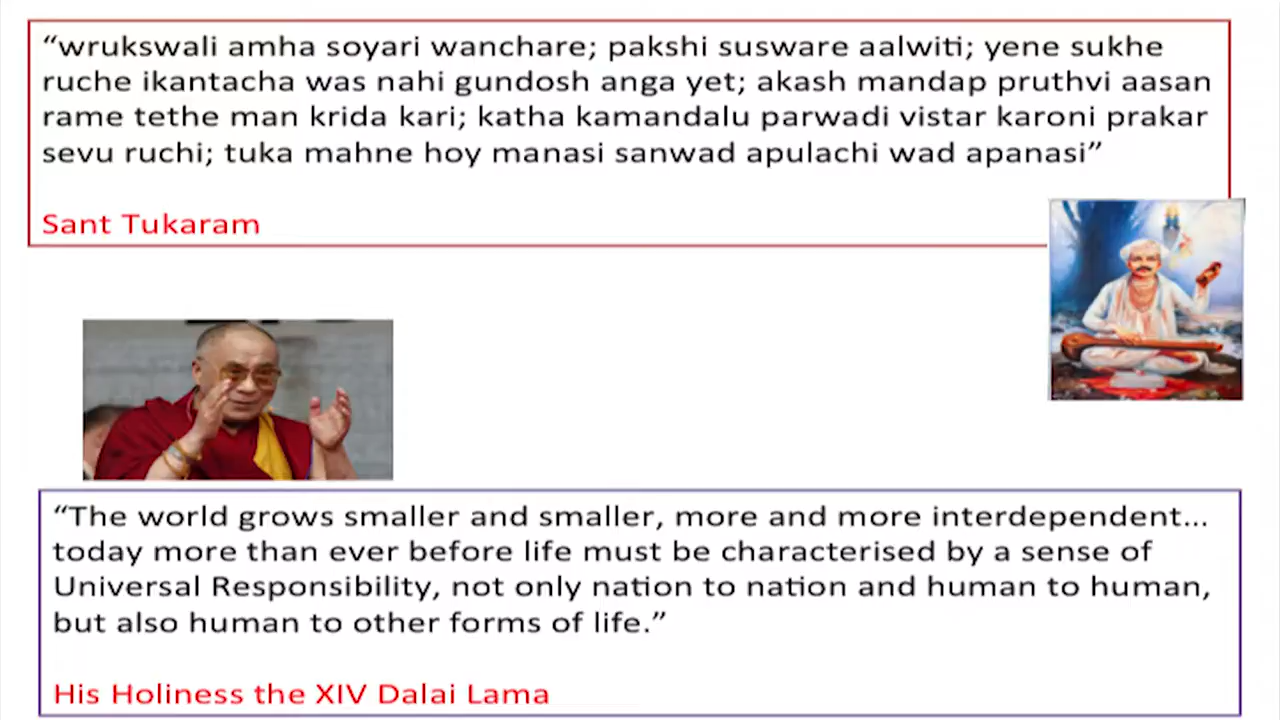 “wrukswali amha soyari wanchare; pakshi susware aalwiti; yene sukhe
ruche ikantacha was nahi gundosh anga yet; akash mandap pruthvi aasan
rame tethe man krida kari; katha kamandalu parwadi vistar karoni prakar
sevu ruchi; tuka mahne hoy manasi sanwad apulachi wad apanasi”
Sant Tukaram
“The world grows smaller and smaller, more and more interdependent...
today more than ever before life must be characterised by a sense of
Universal Responsibility, not only nation to nation and human to human,
but also human to other forms of life.”
His Holiness the XIV Dalai Lama